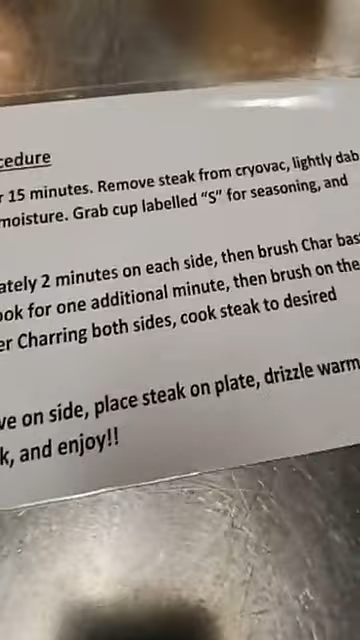 cedure
r 15 minutes. Remove steak from cryovac, lightly dab
moisture. Grab cup labelled “S” for seasoning, and
ately 2 minutes on each side, then brush Char bas
ook for one additional minute, then brush on the
er Charring both sides, cook steak to desired
ve on side, place steak on plate, drizzle warm
k, and enjoy!!